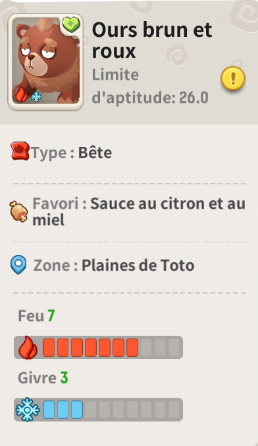 Ours brun et
roux
Limite
d'aptitude: 26.0
Type : Bête
Favori : Sauce au citron et au
miel
Zone : Plaines de Toto
Feu 7
Givre 3